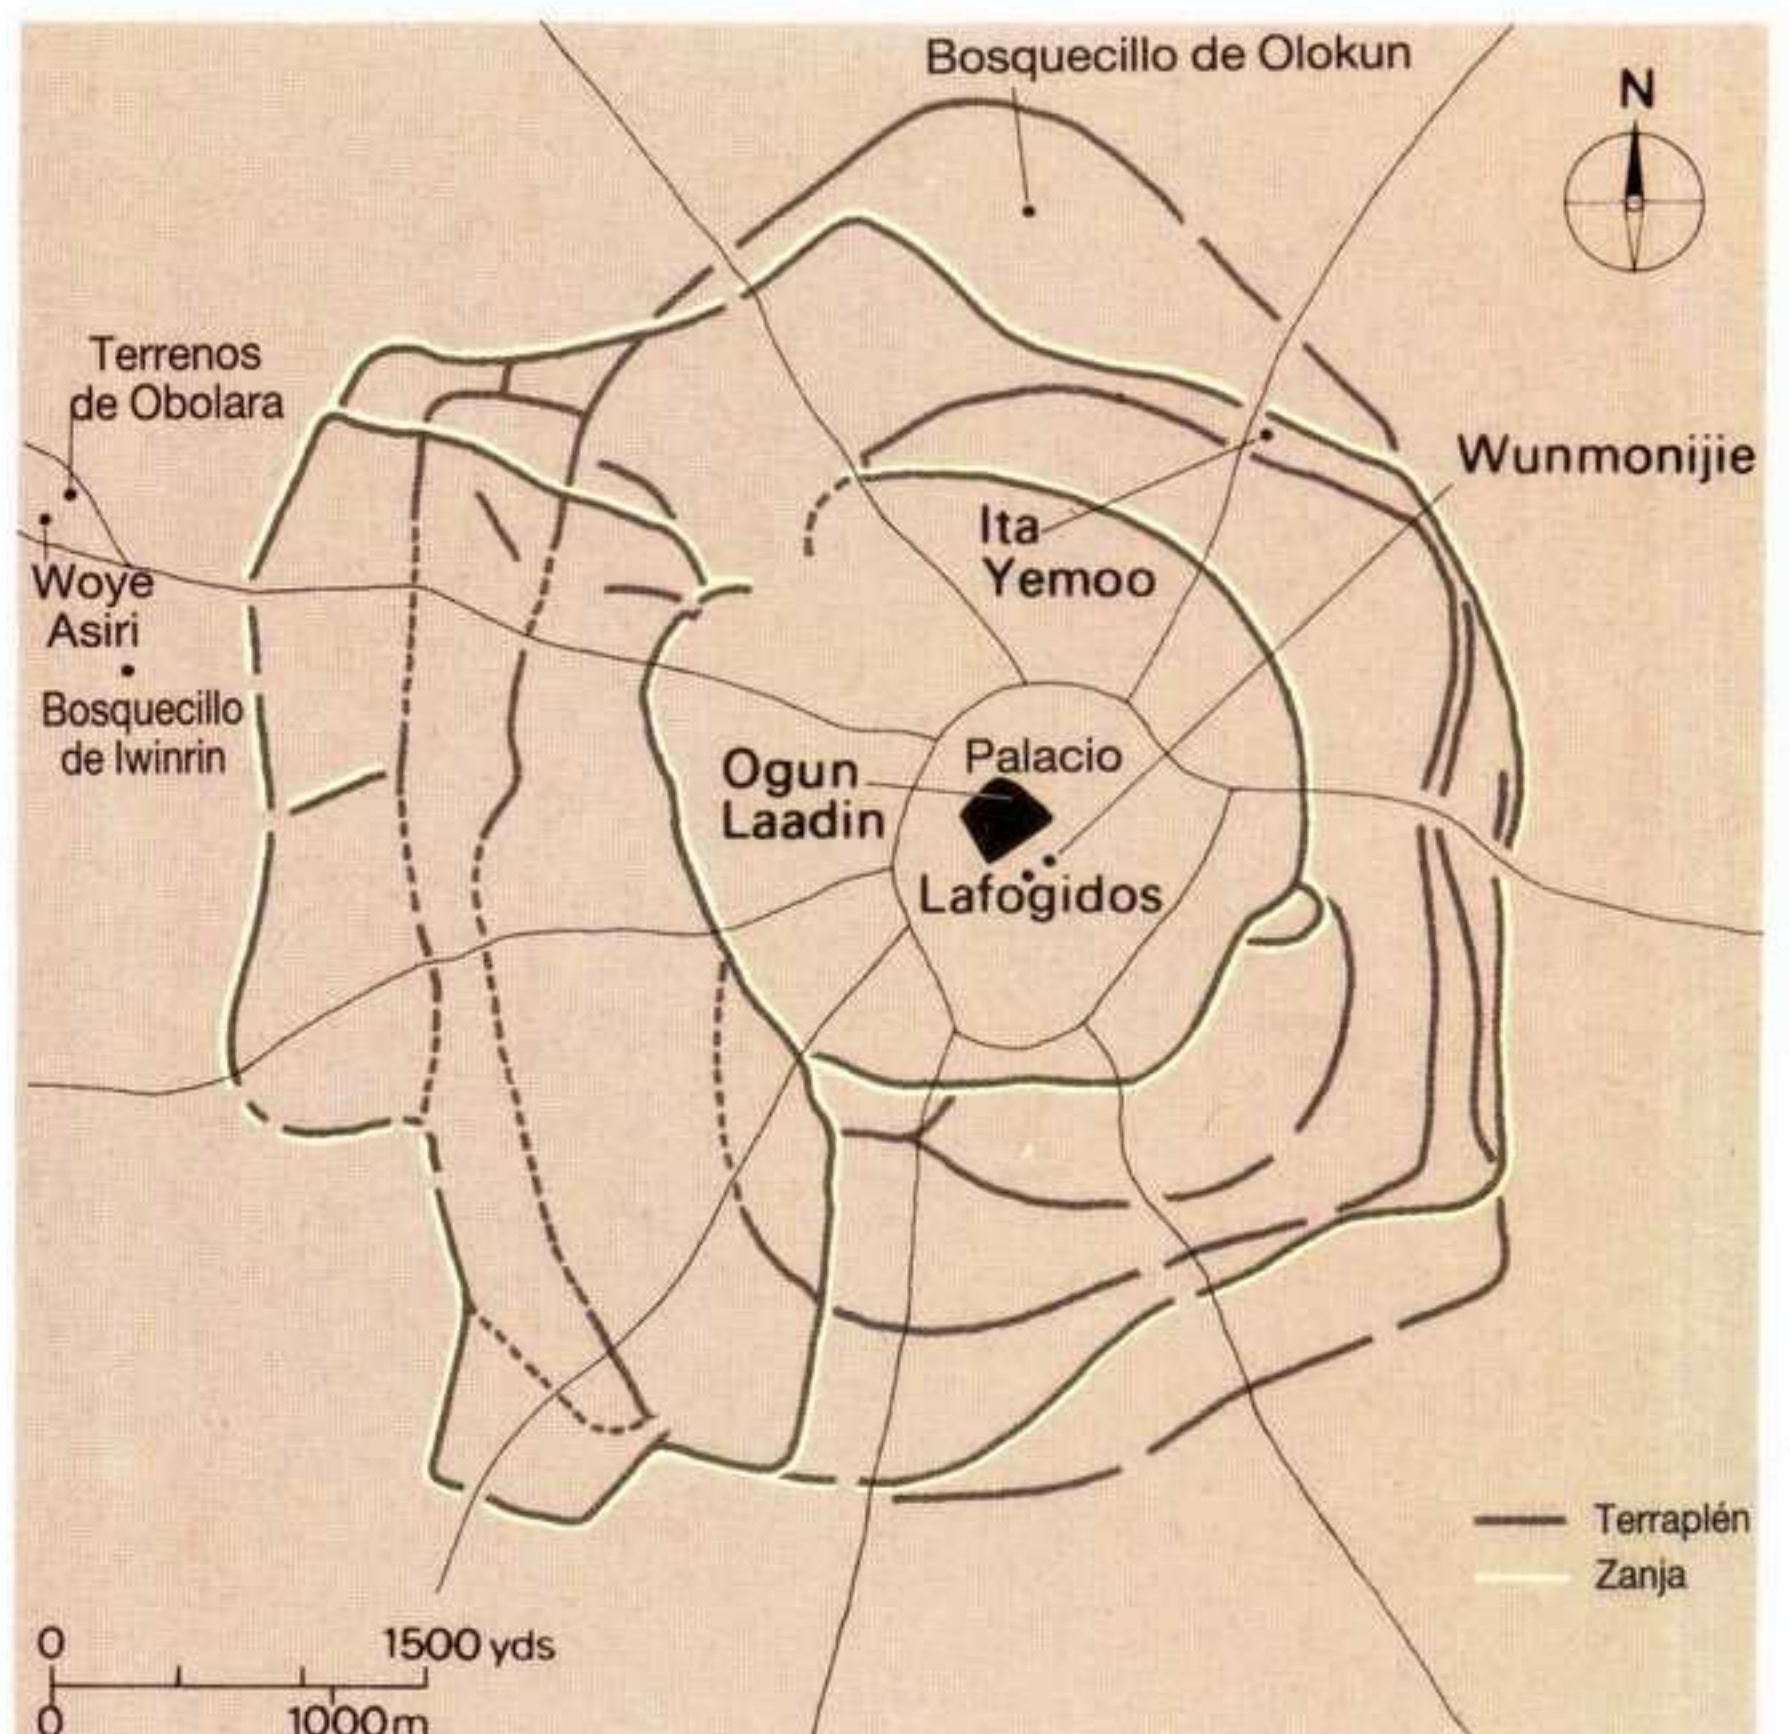 Bosquecillo de Olokun
N
Terrenos
de Obolara
Wunmonijie
Ita
Yemoo
Woye
Asiri
Bosquecillo
de Iwinrin
Palacio
Ogun
Laadin
Lafogidos
Terraplén
Zanja
0 1500 yds
0 1000m